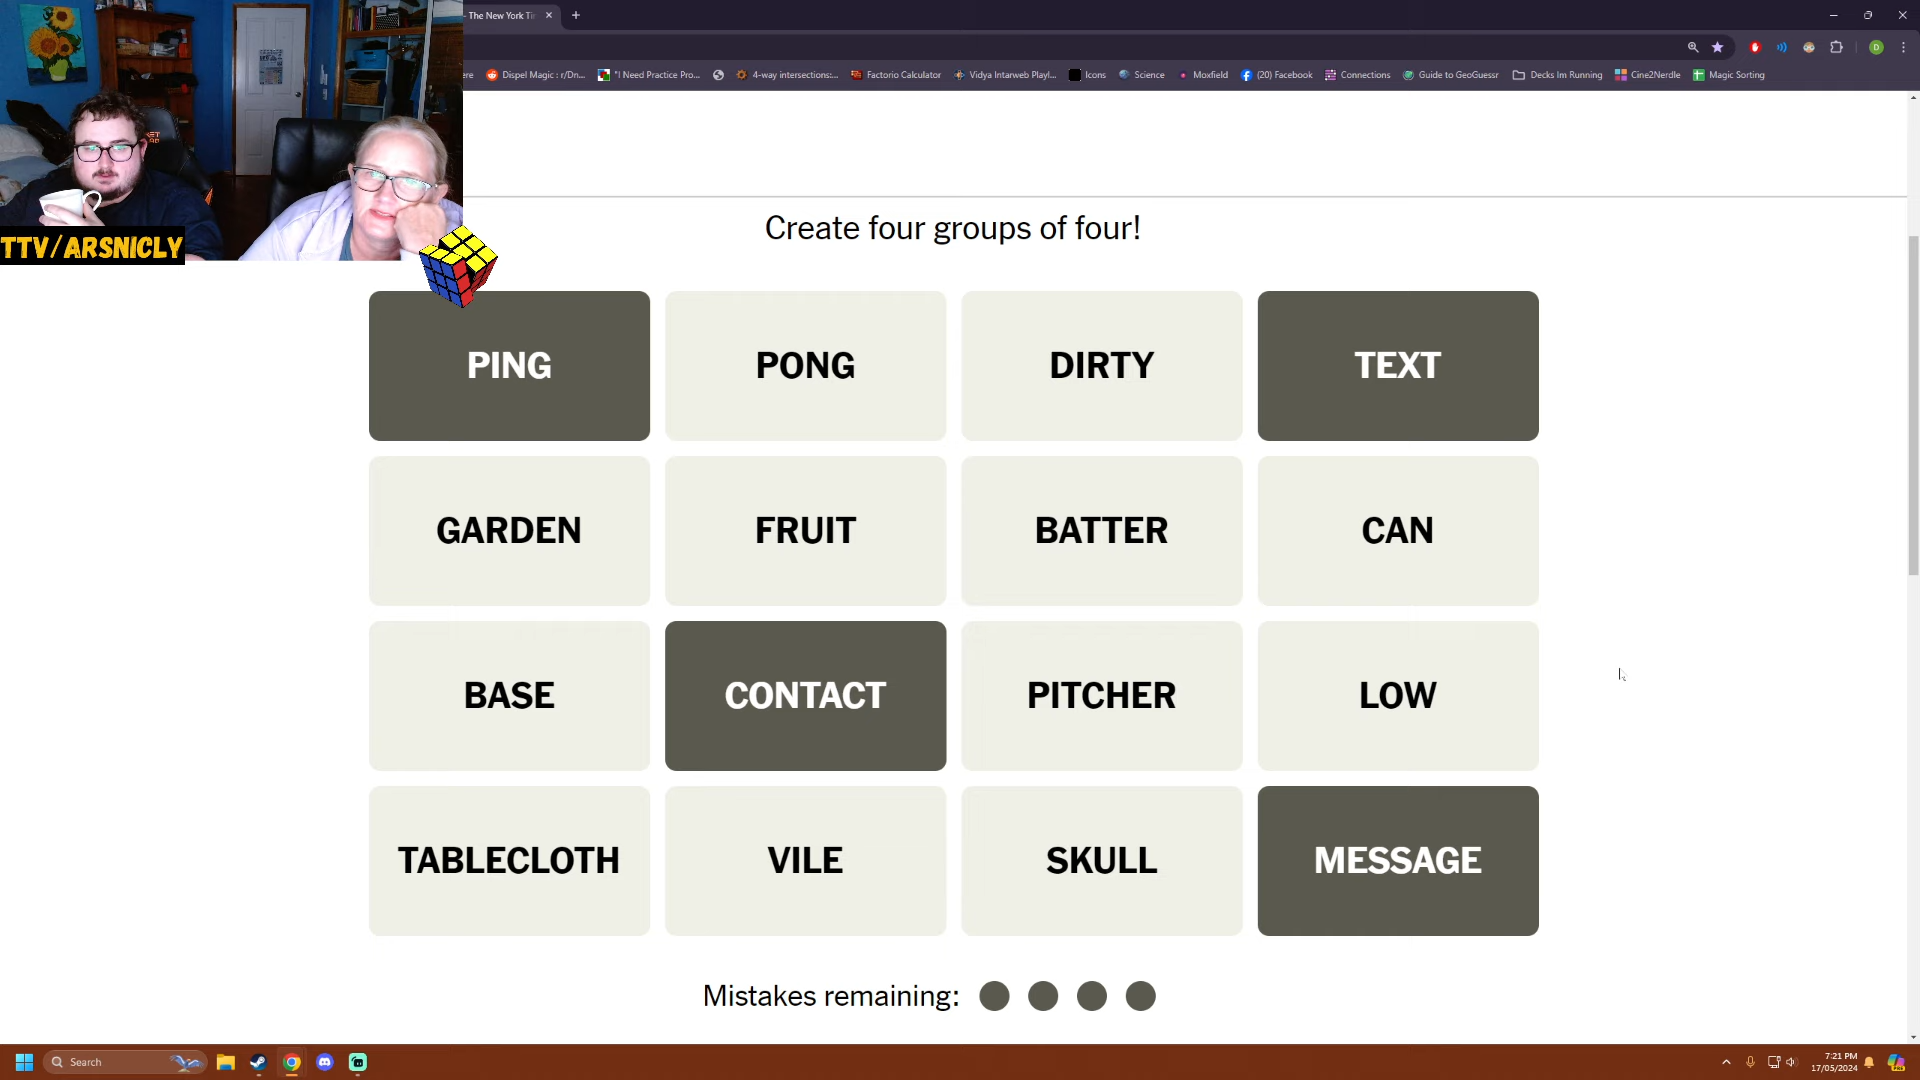 - The New York Ti
ere
Dispel Magic : r/Dn...
"I Need Practice Pro...
4-way intersections:...
Factorio Calculator
Vidya Intarweb Playl...
Icons
Science
Moxfield
(20) Facebook
Connections
Guide to GeoGuessr
Decks Im Running
Cine2Nerdle
Magic Sorting
TTV/ARSNICLY
Create four groups of four!
PING
PONG
DIRTY
TEXT
GARDEN
FRUIT
BATTER
CAN
BASE
CONTACT
PITCHER
LOW
TABLECLOTH
VILE
SKULL
MESSAGE
Mistakes remaining:
Search
7:21 PM
17/05/2024